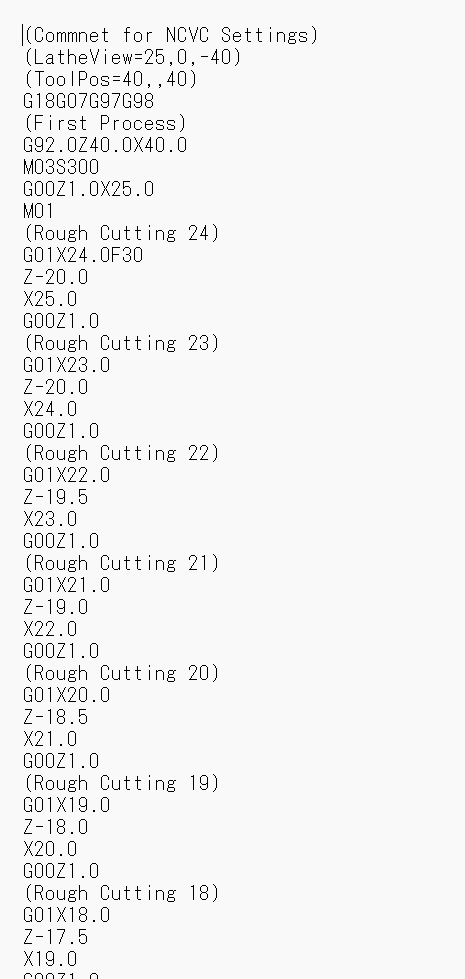 (Commnet for NCVC Settings)
(LatheView=25,0,-40)
(ToolPos=40,,40)
G18G07G97G98
(First Process)
G92.0Z40.0X40.0
M03S300
G00Z1.0X25.0
M01
(Rough Cutting 24)
G01X24.0F30
Z-20.0
X25.0
G00Z1.0
(Rough Cutting 23)
G01X23.0
Z-20.0
X24.0
G00Z1.0
(Rough Cutting 22)
G01X22.0
Z-19.5
X23.0
G00Z1.0
(Rough Cutting 21)
G01X21.0
Z-19.0
X22.0
G00Z1.0
(Rough Cutting 20)
G01X20.0
Z-18.5
X21.0
G00Z1.0
(Rough Cutting 19)
G01X19.0
Z-18.0
X20.0
G00Z1.0
(Rough Cutting 18)
G01X18.0
Z-17.5
X19.0